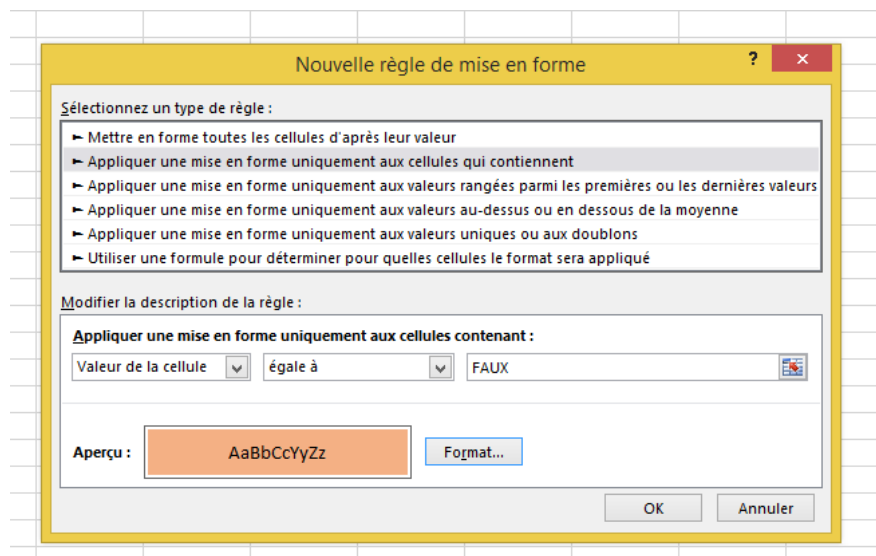 Nouvelle règle de mise en forme
? ×
Sélectionnez un type de règle :
► Mettre en forme toutes les cellules d'après leur valeur
► Appliquer une mise en forme uniquement aux cellules qui contiennent
► Appliquer une mise en forme uniquement aux valeurs rangées parmi les premières ou les dernières valeurs
► Appliquer une mise en forme uniquement aux valeurs au-dessus ou en dessous de la moyenne
► Appliquer une mise en forme uniquement aux valeurs uniques ou aux doublons
► Utiliser une formule pour déterminer pour quelles cellules le format sera appliqué
Modifier la description de la règle :
Appliquer une mise en forme uniquement aux cellules contenant :
Valeur de la cellule égale à FAUX
Aperçu : AaBbCcYyZz Format...
OK Annuler